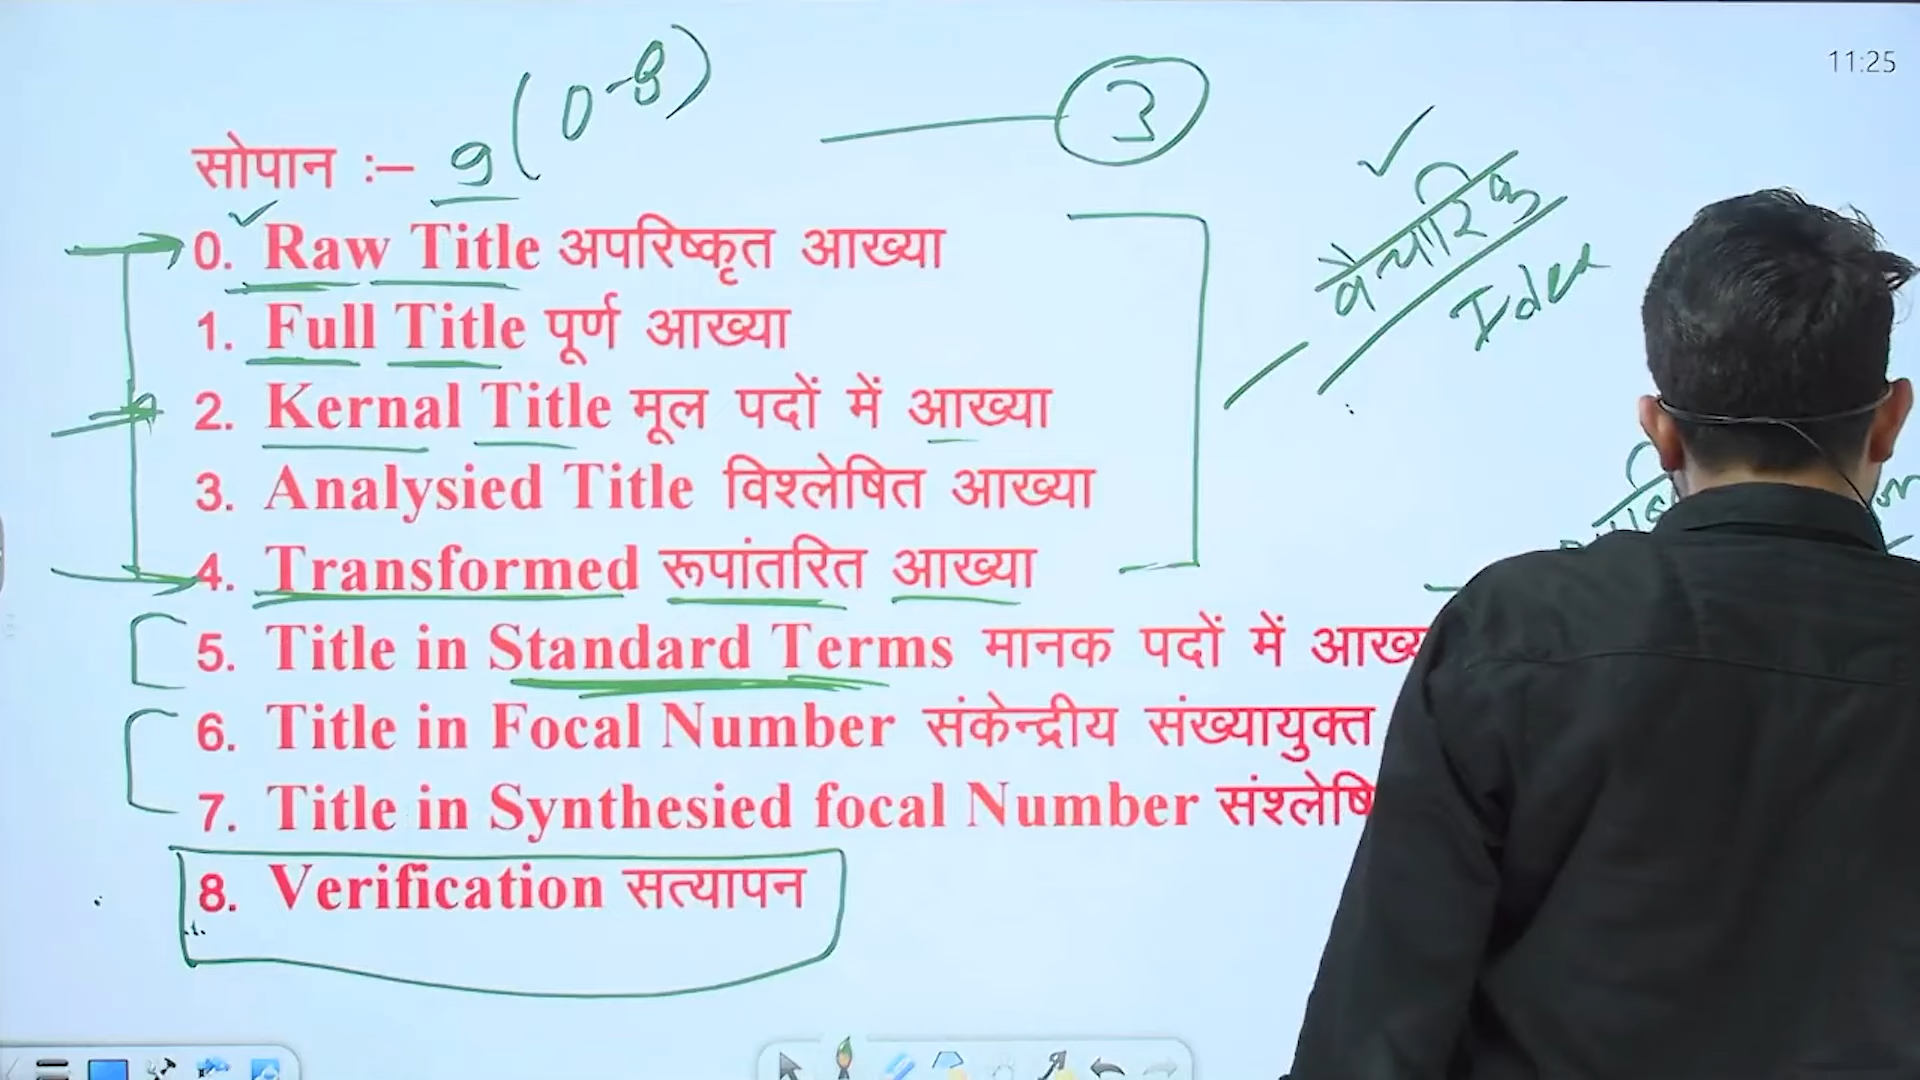 11:25
सोपान :– 9 (0-8) 3
0. Raw Title अपरिष्कृत आख्या
1. Full Title पूर्ण आख्या
2. Kernal Title मूल पदों में आख्या
3. Analysied Title विश्लेषित आख्या
4. Transformed रूपांतरित आख्या
5. Title in Standard Terms मानक पदों में
6. Title in Focal Number संकेन्द्रीय संख्यायुक्त
7. Title in Synthesied focal Number
8. Verification सत्यापन
वैचारिक
Idea